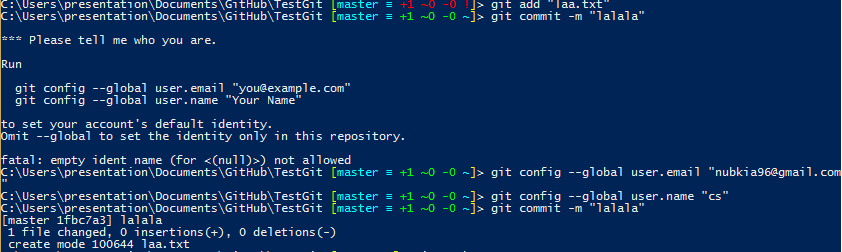 C:\Users\presentation\Documents\GitHub\TestGit [master ≡ +1 ~0 -0 !]> git add "laa.txt"
C:\Users\presentation\Documents\GitHub\TestGit [master ≡ +1 ~0 -0 ~]> git commit -m "lalala"
*** Please tell me who you are.
Run
git config --global user.email "you@example.com"
git config --global user.name "Your Name"
to set your account's default identity.
Omit --global to set the identity only in this repository.
fatal: empty ident name (for <(null)>) not allowed
C:\Users\presentation\Documents\GitHub\TestGit [master ≡ +1 ~0 -0 ~]> git config --global user.email "nubkia96@gmail.com
"
C:\Users\presentation\Documents\GitHub\TestGit [master ≡ +1 ~0 -0 ~]> git config --global user.name "cs"
C:\Users\presentation\Documents\GitHub\TestGit [master ≡ +1 ~0 -0 ~]> git commit -m "lalala"
[master 1fbc7a3] lalala
1 file changed, 0 insertions(+), 0 deletions(-)
create mode 100644 laa.txt